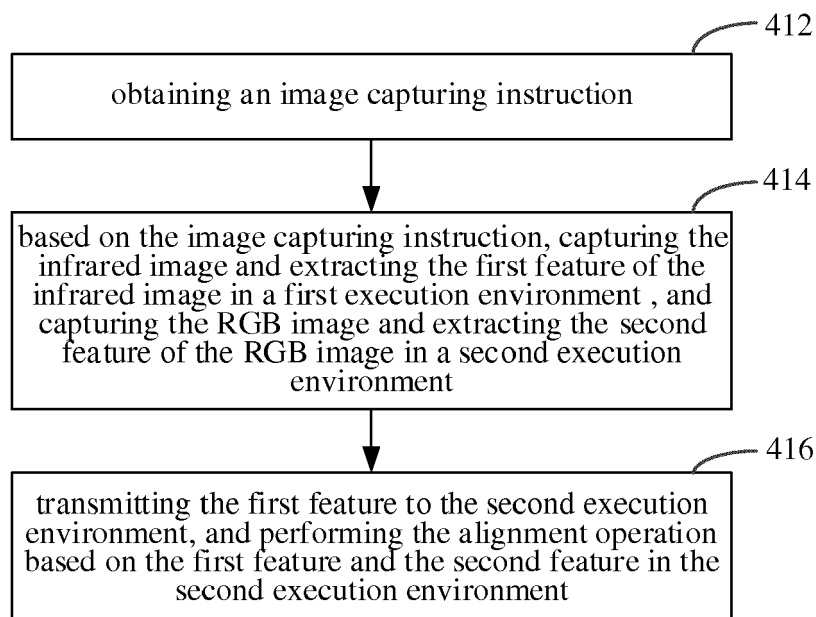 412
obtaining an image capturing instruction
414
based on the image capturing instruction, capturing the
infrared image and extracting the first feature of the
infrared image in a first execution environment , and
capturing the RGB image and extracting the second
feature of the RGB image in a second execution
environment
416
transmitting the first feature to the second execution
environment, and performing the alignment operation
based on the first feature and the second feature in the
second execution environment